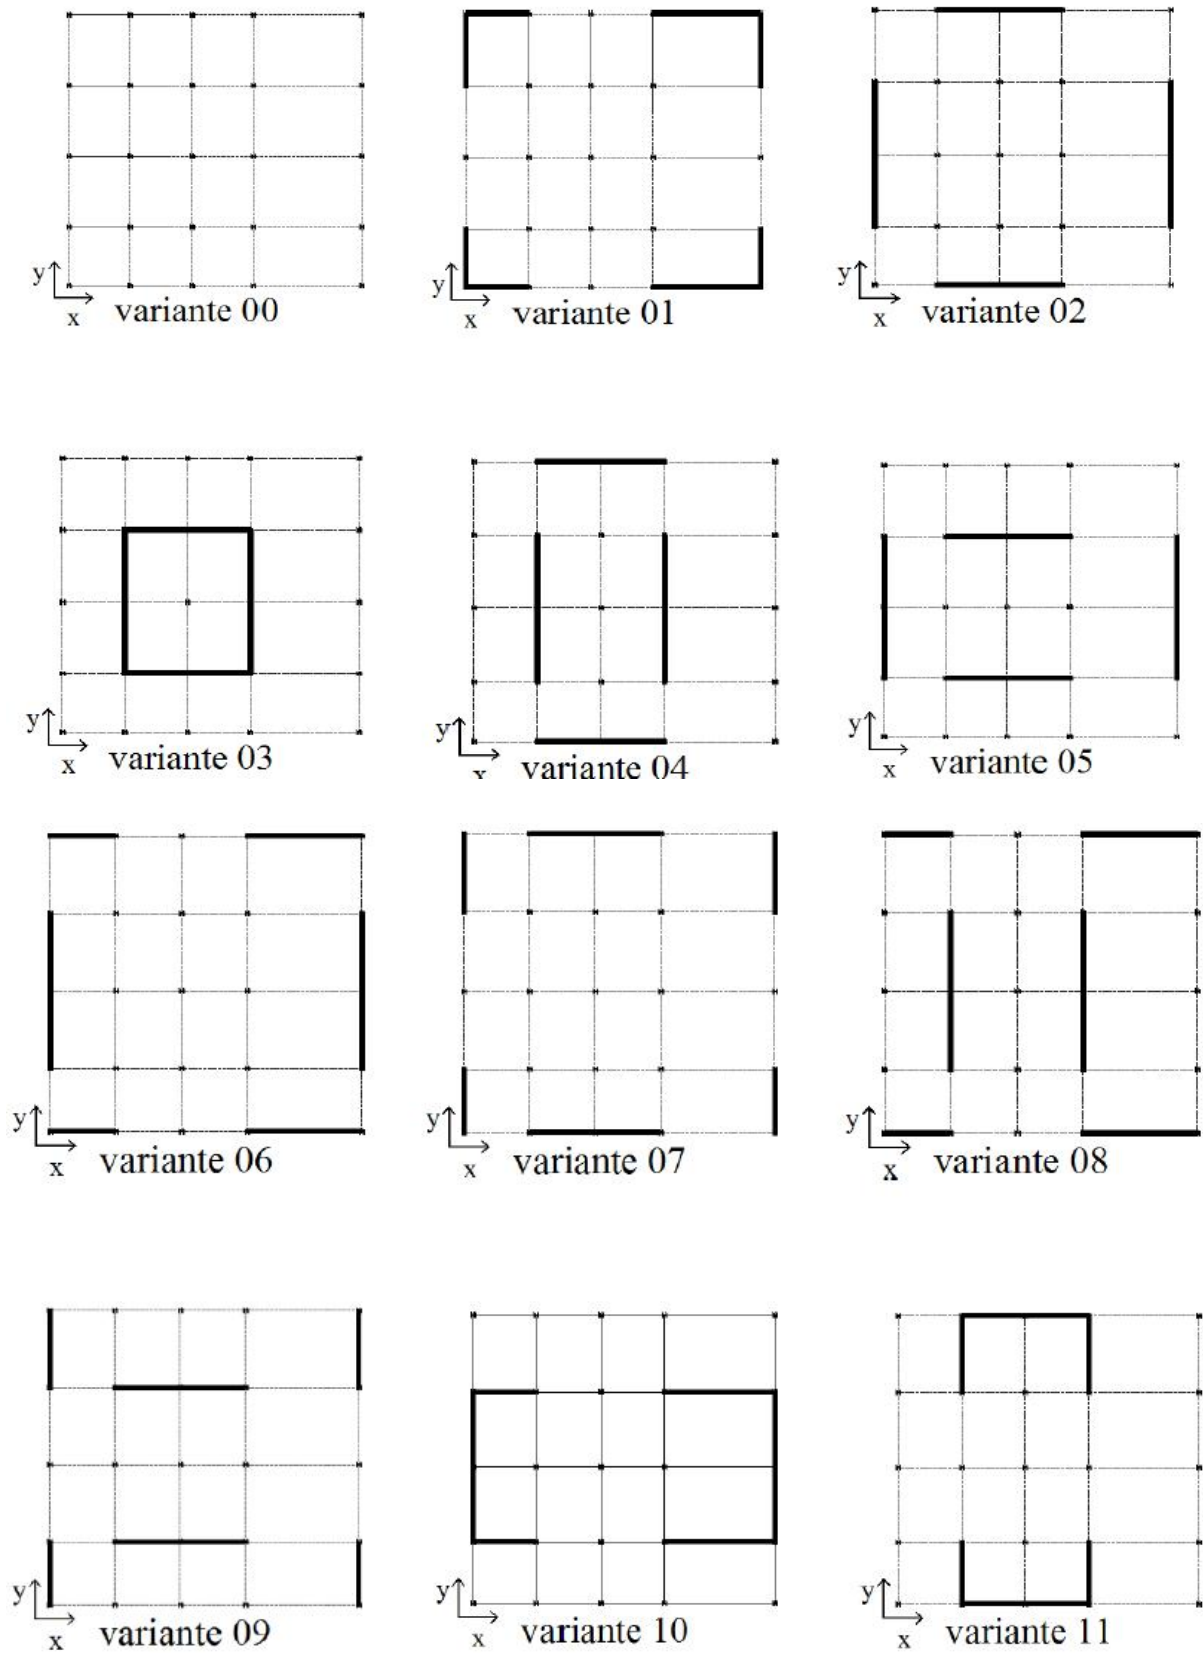 y
x
variante 00
y
x
variante 01
y
x
variante 02
y
x
variante 03
y
x
variante 04
y
x
variante 05
y
x
variante 06
y
x
variante 07
y
x
variante 08
y
x
variante 09
y
x
variante 10
y
x
variante 11